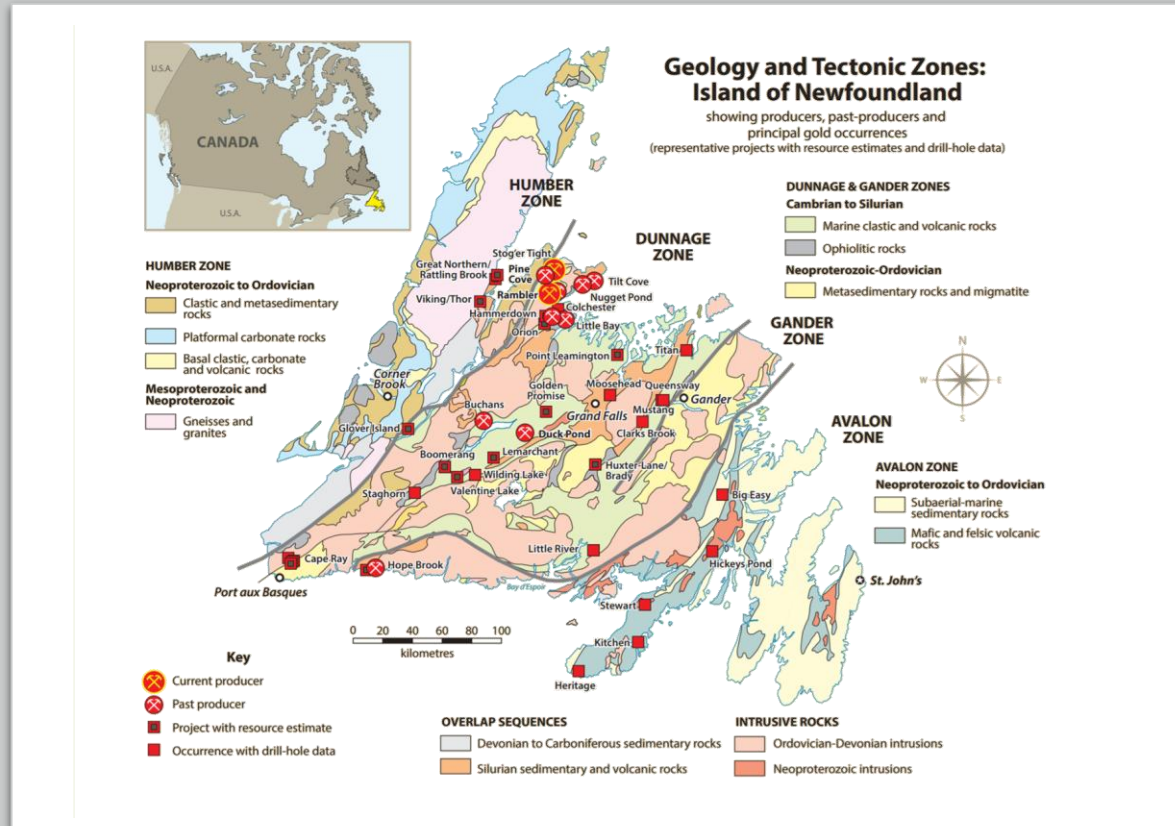 Geology and Tectonic Zones:
Island of Newfoundland
showing producers, past-producers and
principal gold occurrences
(representative projects with resource estimates and drill-hole data)
U.S.A.
CANADA
U.S.A.
HUMBER ZONE
Neoproterozoic to Ordovician
Clastic and metasedimentary
rocks
Platformal carbonate rocks
Basal clastic, carbonate
and volcanic rocks
Mesoproterozoic and
Neoproterozoic
Gneisses and
granites
DUNNAGE & GANDER ZONES
Cambrian to Silurian
Marine clastic and volcanic rocks
Ophiolitic rocks
Neoproterozoic-Ordovician
Metasedimentary rocks and migmatite
HUMBER
ZONE
DUNNAGE
ZONE
GANDER
ZONE
AVALON
ZONE
N
W
E
S
AVALON ZONE
Neoproterozoic to Ordovician
Subaerial-marine
sedimentary rocks
Mafic and felsic volcanic
rocks
Stog'er Tight
Great Northern/
Rattling Brook
Pine
Cove
Tilt Cove
Viking/Thor
Rambler
Nugget Pond
Hammerdown
Colchester
Orion
Little Bay
Point Leamington
Titan
Corner
Brook
Golden
Promise
Moosehead
Queensway
Gander
Buchans
Grand Falls
Mustang
Glover Island
Duck Pond
Clarks Brook
Boomerang
Lemarchant
Huxter-Lane/
Brady
Wilding Lake
Staghorn
Valentine Lake
Big Easy
Little River
Cape Ray
Hope Brook
Hickeys Pond
Port aux Basques
Bay d'Espoir
St. John's
Stewart
Kitchen
Heritage
0 20 40 60 80 100
kilometres
Key
Current producer
Past producer
Project with resource estimate
Occurrence with drill-hole data
OVERLAP SEQUENCES
Devonian to Carboniferous sedimentary rocks
Silurian sedimentary and volcanic rocks
INTRUSIVE ROCKS
Ordovician-Devonian intrusions
Neoproterozoic intrusions